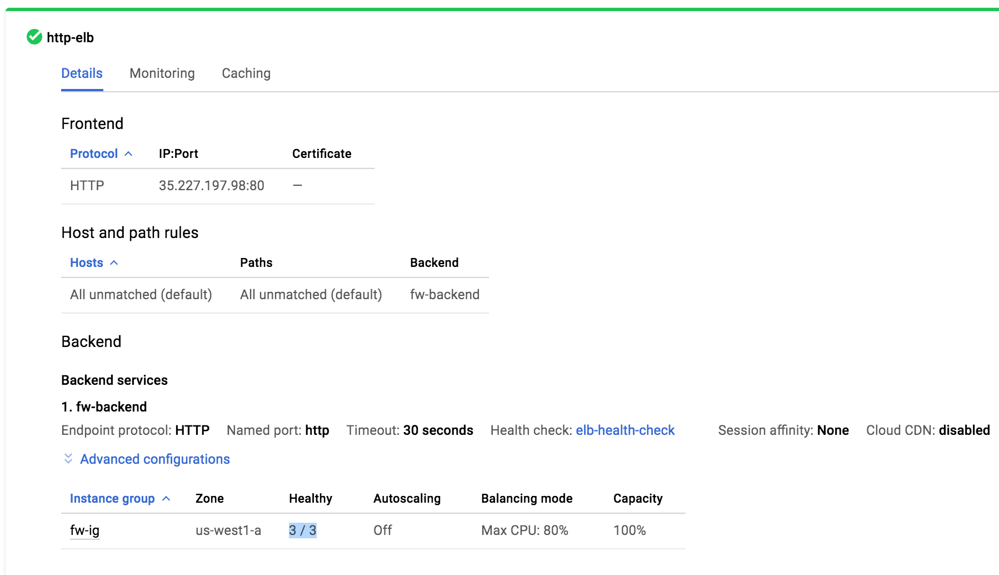 http-elb
Details Monitoring Caching
Frontend
Protocol IP:Port Certificate
HTTP 35.227.197.98:80 —
Host and path rules
Hosts Paths Backend
All unmatched (default) All unmatched (default) fw-backend
Backend
Backend services
1. fw-backend
Endpoint protocol: HTTP Named port: http Timeout: 30 seconds Health check: elb-health-check Session affinity: None Cloud CDN: disabled
Advanced configurations
Instance group Zone Healthy Autoscaling Balancing mode Capacity
fw-ig us-west1-a 3 / 3 Off Max CPU: 80% 100%